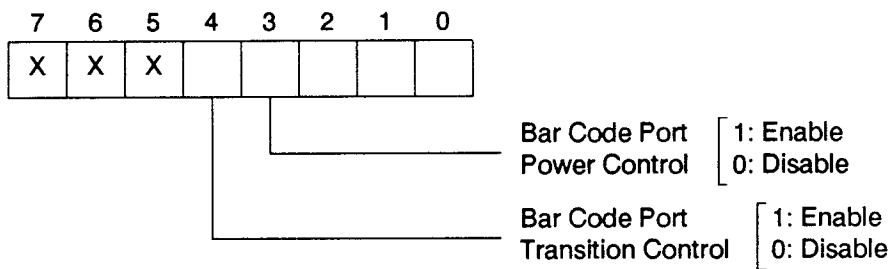 7 6 5 4 3 2 1 0
X X X
Bar Code Port 1: Enable
Power Control 0: Disable
Bar Code Port 1: Enable
Transition Control 0: Disable